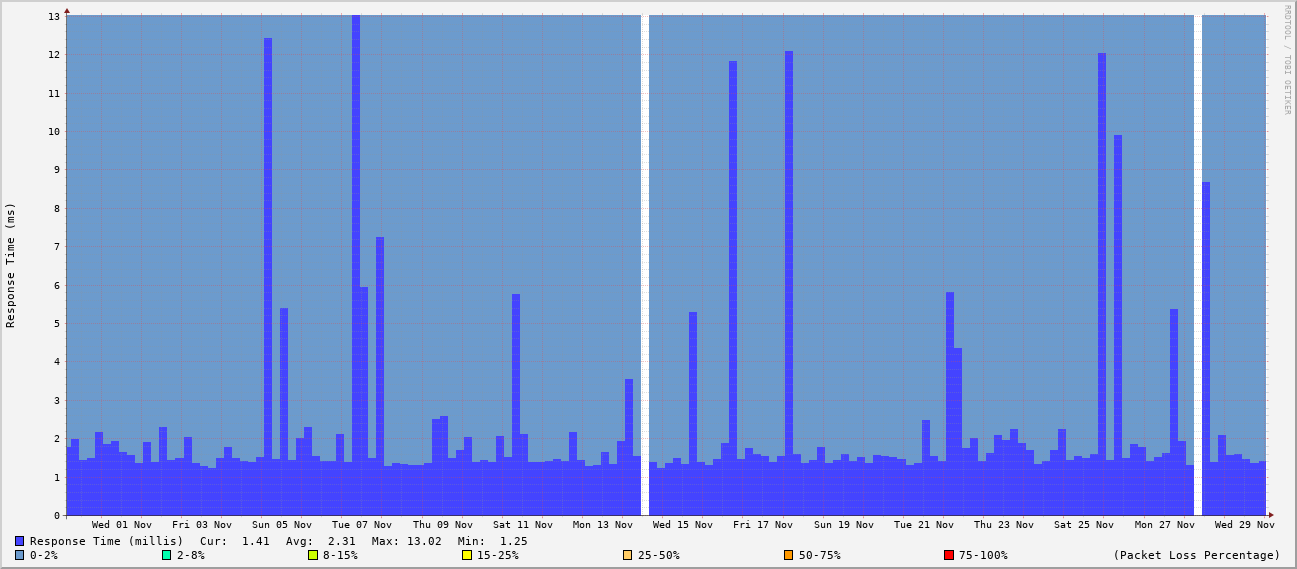 RRDTOOL / TOBI OETIKER
Response Time (ms)
13
12
11
10
9
8
7
6
5
4
3
2
1
0
Wed 01 Nov Fri 03 Nov Sun 05 Nov Tue 07 Nov Thu 09 Nov Sat 11 Nov Mon 13 Nov Wed 15 Nov Fri 17 Nov Sun 19 Nov Tue 21 Nov Thu 23 Nov Sat 25 Nov Mon 27 Nov Wed 29 Nov
Response Time (millis) Cur: 1.41 Avg: 2.31 Max: 13.02 Min: 1.25
0-2% 2-8% 8-15% 15-25% 25-50% 50-75% 75-100% (Packet Loss Percentage)